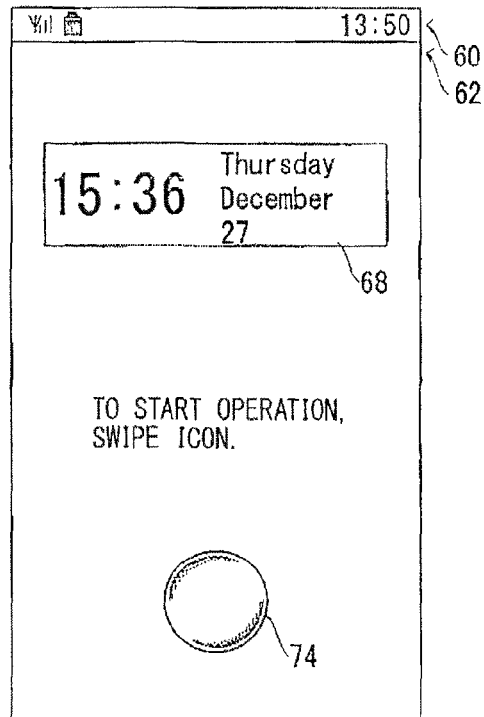 13:50
60
62
15:36
Thursday
December
27
68
TO START OPERATION,
SWIPE ICON.
74